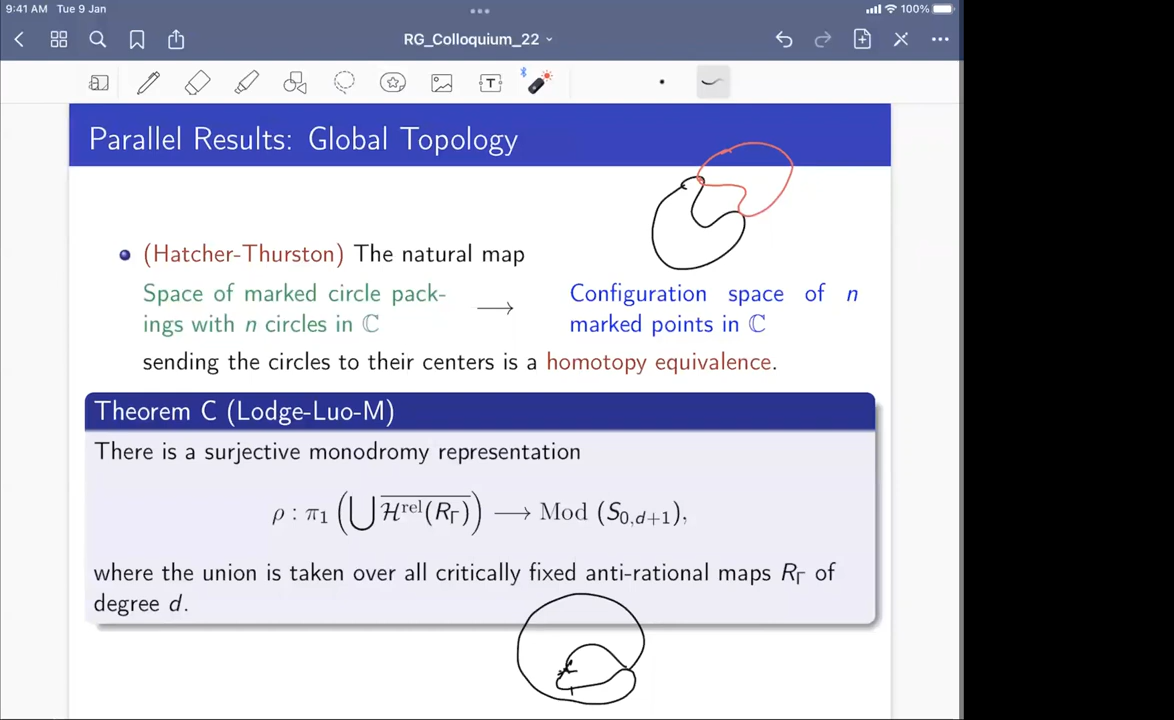 9:41 AM Tue 9 Jan
100%
RG_Colloquium_22
T
Parallel Results: Global Topology
(Hatcher-Thurston) The natural map
Space of marked circle pack-
ings with n circles in ℂ
⟶
Configuration space of n
marked points in ℂ
sending the circles to their centers is a homotopy equivalence.
Theorem C (Lodge-Luo-M)
There is a surjective monodromy representation
ρ : π₁ (⋃ \overline{ℋ^{rel}(R_Γ)}) ⟶ Mod (S_{0,d+1}),
where the union is taken over all critically fixed anti-rational maps R_Γ of
degree d.